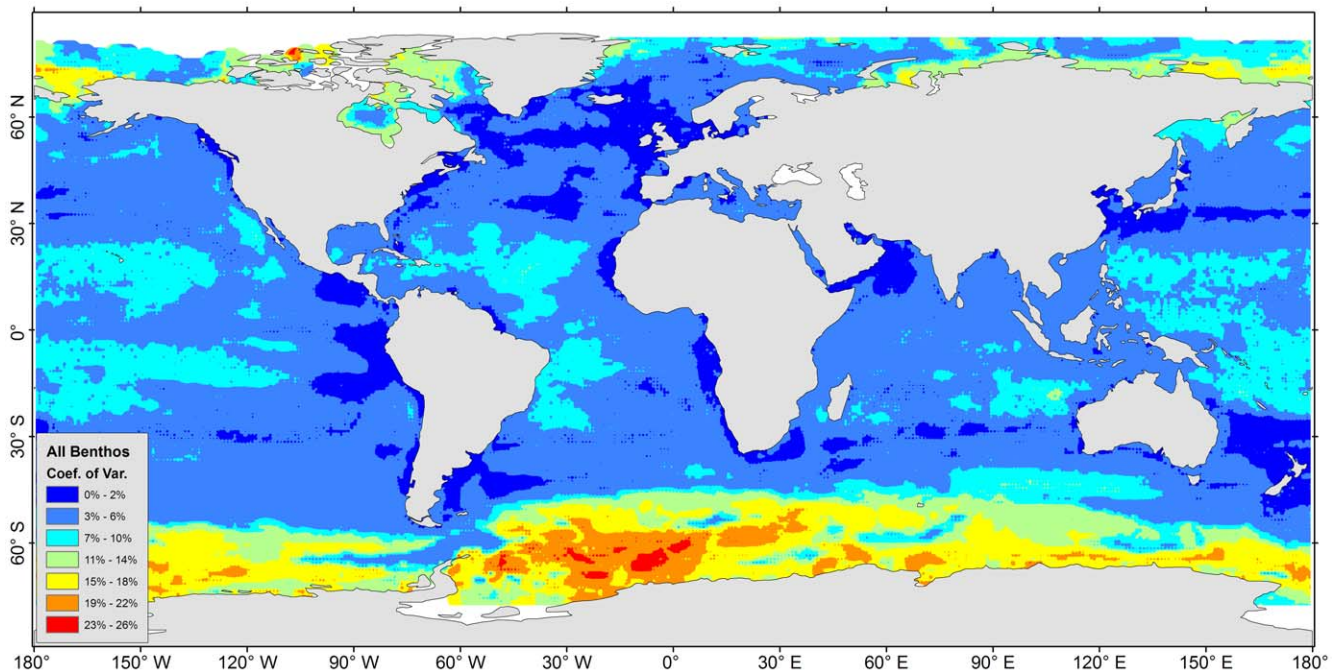 60° N
30° N
0°
30° S
60° S
All Benthos
Coef. of Var.
0% - 2%
3% - 6%
7% - 10%
11% - 14%
15% - 18%
19% - 22%
23% - 26%
180° 150° W 120° W 90° W 60° W 30° W 0° 30° E 60° E 90° E 120° E 150° E 180°